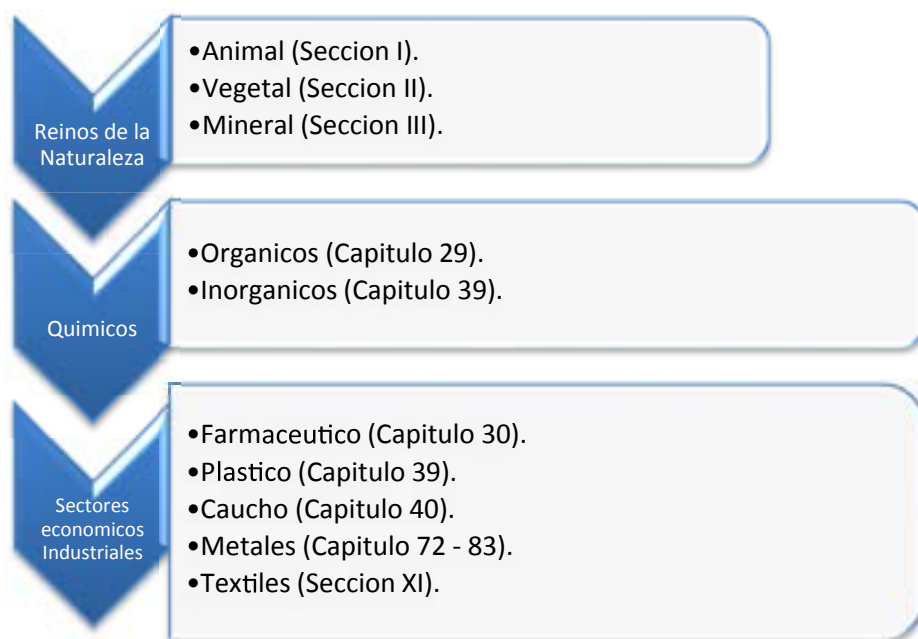 Reinos de la
Naturaleza
•Animal (Seccion I).
•Vegetal (Seccion II).
•Mineral (Seccion III).
Quimicos
•Organicos (Capitulo 29).
•Inorganicos (Capitulo 39).
Sectores
economicos
Industriales
•Farmaceutico (Capitulo 30).
•Plastico (Capitulo 39).
•Caucho (Capitulo 40).
•Metales (Capitulo 72 - 83).
•Textiles (Seccion XI).